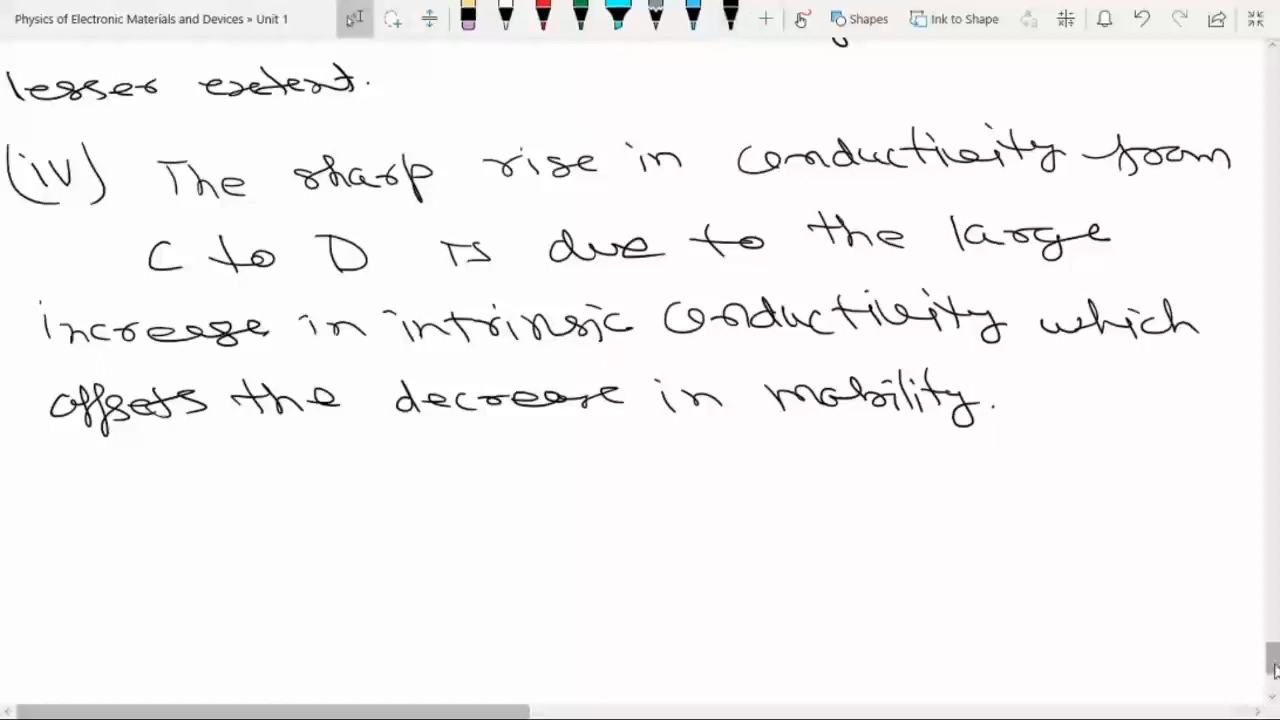 Physics of Electronic Materials and Devices » Unit 1
Shapes
Ink to Shape
lesser extent.
(iv) The sharp rise in conductivity from
C to D is due to the large
increase in intrinsic conductivity which
offsets the decrease in mobility.